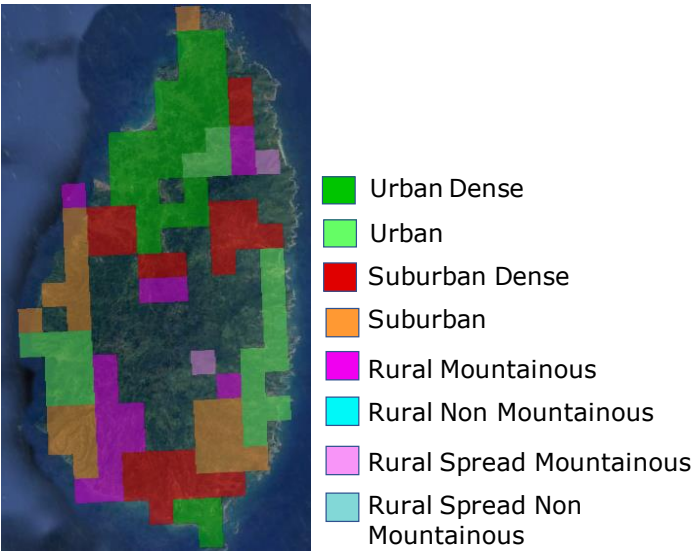 Urban Dense
Urban
Suburban Dense
Suburban
Rural Mountainous
Rural Non Mountainous
Rural Spread Mountainous
Rural Spread Non
Mountainous